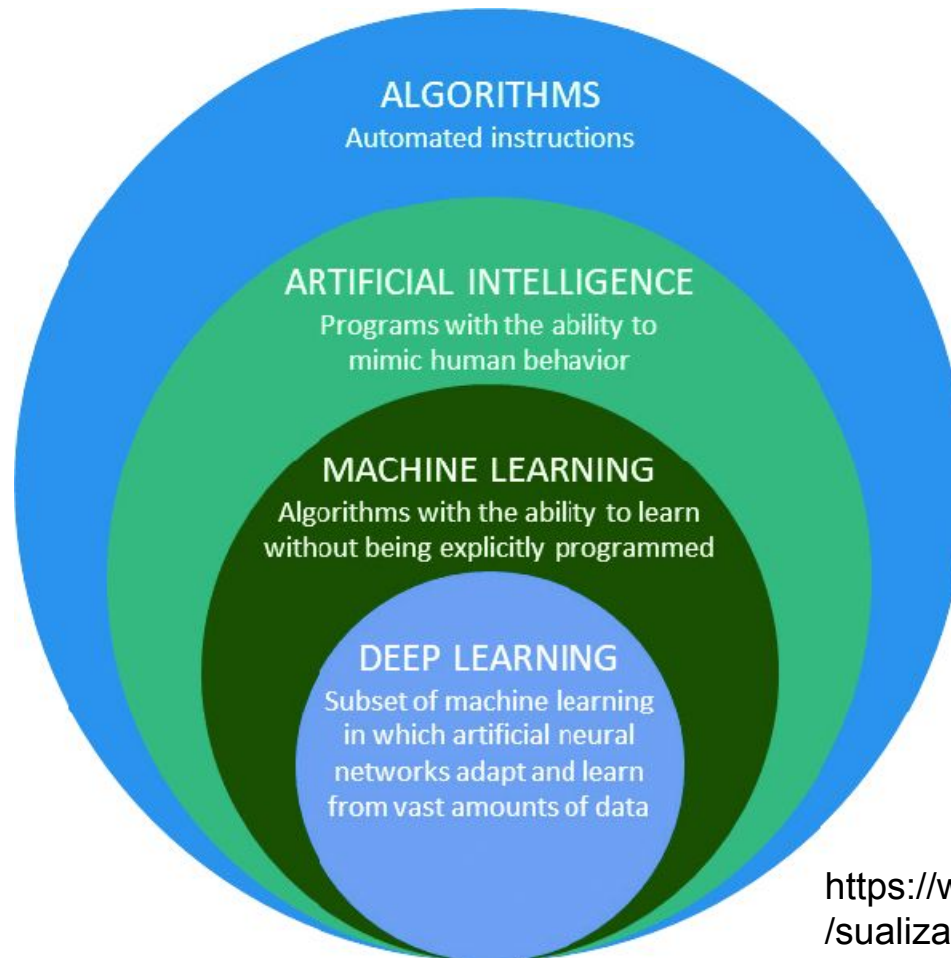 ALGORITHMS
Automated instructions
ARTIFICIAL INTELLIGENCE
Programs with the ability to
mimic human behavior
MACHINE LEARNING
Algorithms with the ability to learn
without being explicitly programmed
DEEP LEARNING
Subset of machine learning
in which artificial neural
networks adapt and learn
from vast amounts of data
https://w
/sualiza